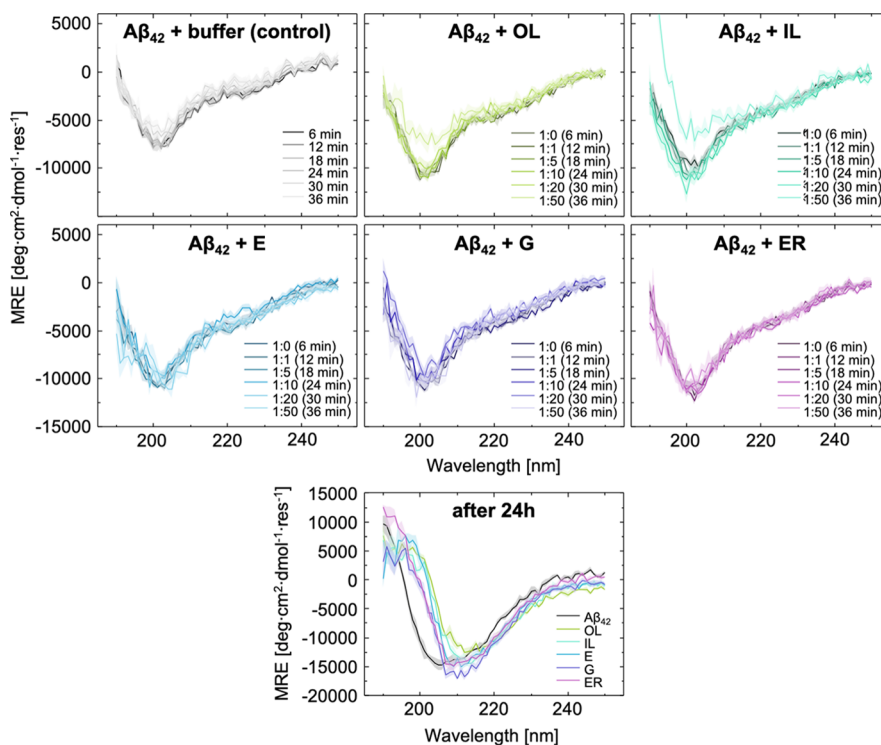 Aβ₄₂ + buffer (control)
Aβ₄₂ + OL
Aβ₄₂ + IL
5000
0
-5000
-10000
6 min
12 min
18 min
24 min
30 min
36 min
1:0 (6 min)
1:1 (12 min)
1:5 (18 min)
1:10 (24 min)
1:20 (30 min)
1:50 (36 min)
1:0 (6 min)
1:1 (12 min)
1:5 (18 min)
1:10 (24 min)
1:20 (30 min)
1:50 (36 min)
MRE [deg·cm²·dmol⁻¹·res⁻¹]
Aβ₄₂ + E
Aβ₄₂ + G
Aβ₄₂ + ER
5000
0
-5000
-10000
-15000
1:0 (6 min)
1:1 (12 min)
1:5 (18 min)
1:10 (24 min)
1:20 (30 min)
1:50 (36 min)
1:0 (6 min)
1:1 (12 min)
1:5 (18 min)
1:10 (24 min)
1:20 (30 min)
1:50 (36 min)
1:0 (6 min)
1:1 (12 min)
1:5 (18 min)
1:10 (24 min)
1:20 (30 min)
1:50 (36 min)
200 220 240
200 220 240
200 220 240
Wavelength [nm]
after 24h
15000
10000
5000
0
-5000
-10000
-15000
-20000
MRE [deg·cm²·dmol⁻¹·res⁻¹]
Aβ₄₂
OL
IL
E
G
ER
200 220 240
Wavelength [nm]